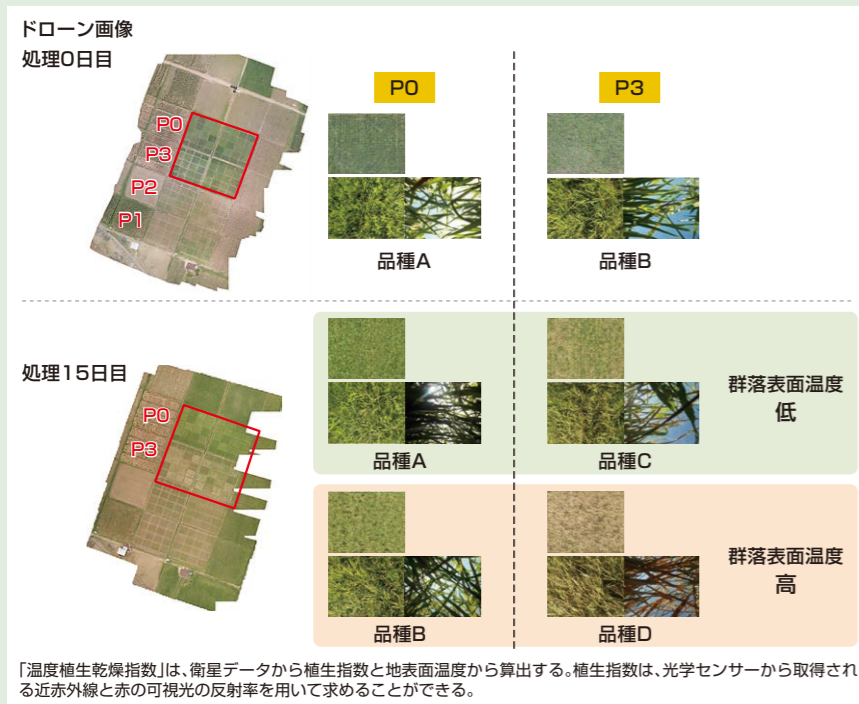 ドローン画像
処理0日目
P0
P3
P2
P1
P0
P3
品種A
品種B
処理15日目
P0
P3
品種A
品種C
群落表面温度
低
品種B
品種D
群落表面温度
高
「温度植生乾燥指数」は、衛星データから植生指数と地表面温度から算出する。植生指数は、光学センサーから取得され
る近赤外線と赤の可視光の反射率を用いて求めることができる。